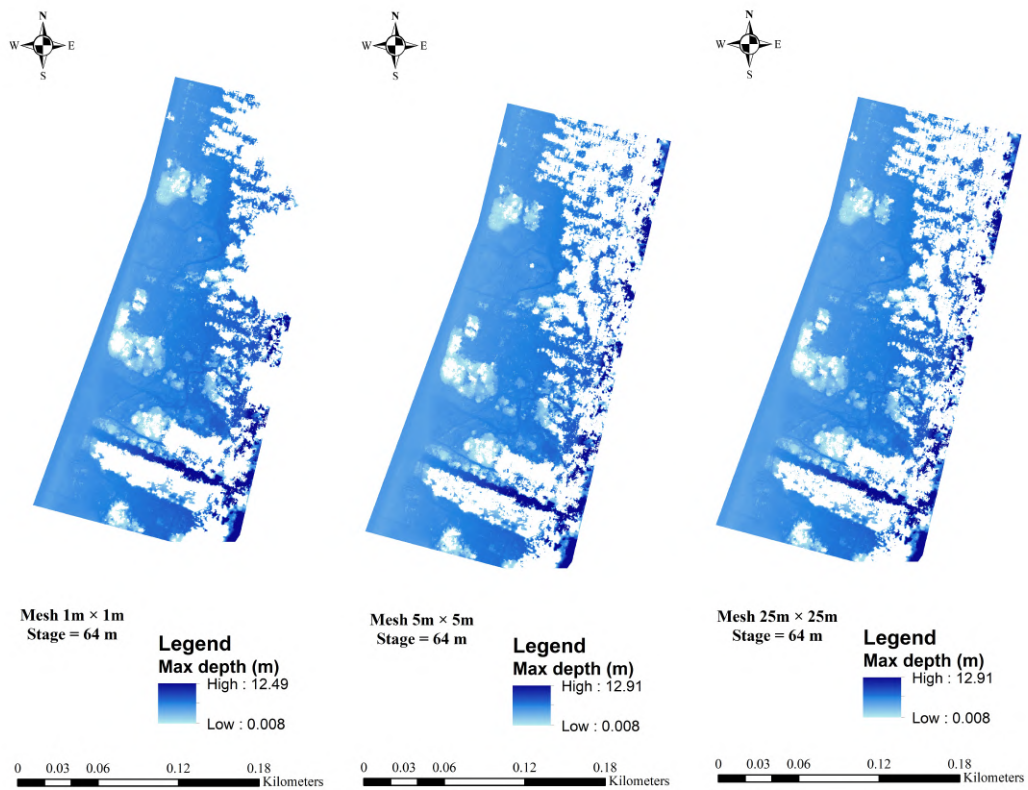 N
W E
S
Mesh 1m × 1m
Stage = 64 m
Legend
Max depth (m)
High : 12.49
Low : 0.008
0 0.03 0.06 0.12 0.18
Kilometers
N
W E
S
Mesh 5m × 5m
Stage = 64 m
Legend
Max depth (m)
High : 12.91
Low : 0.008
0 0.03 0.06 0.12 0.18
Kilometers
N
W E
S
Mesh 25m × 25m
Stage = 64 m
Legend
Max depth (m)
High : 12.91
Low : 0.008
0 0.03 0.06 0.12 0.18
Kilometers